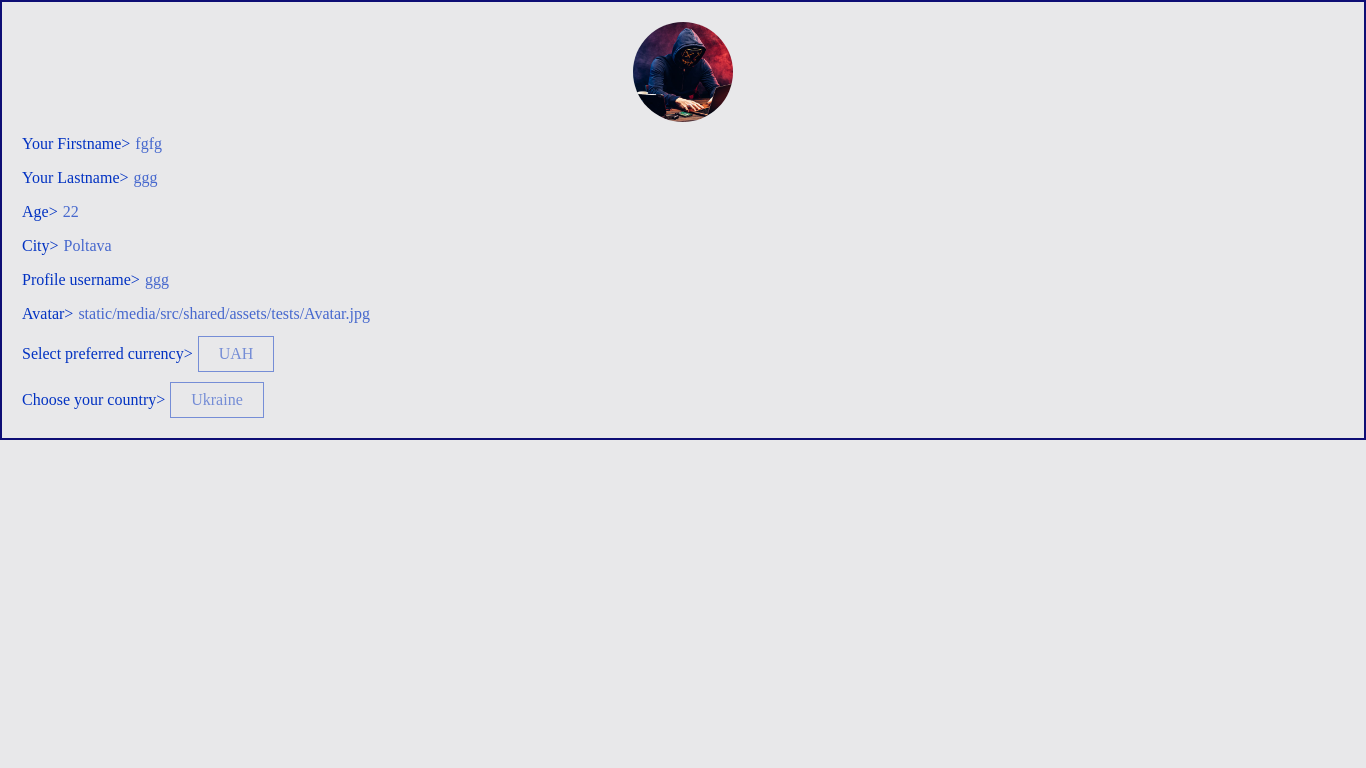 Your Firstname> fgfg
Your Lastname> ggg
Age> 22
City> Poltava
Profile username> ggg
Avatar> static/media/src/shared/assets/tests/Avatar.jpg
Select preferred currency> UAH
Choose your country> Ukraine